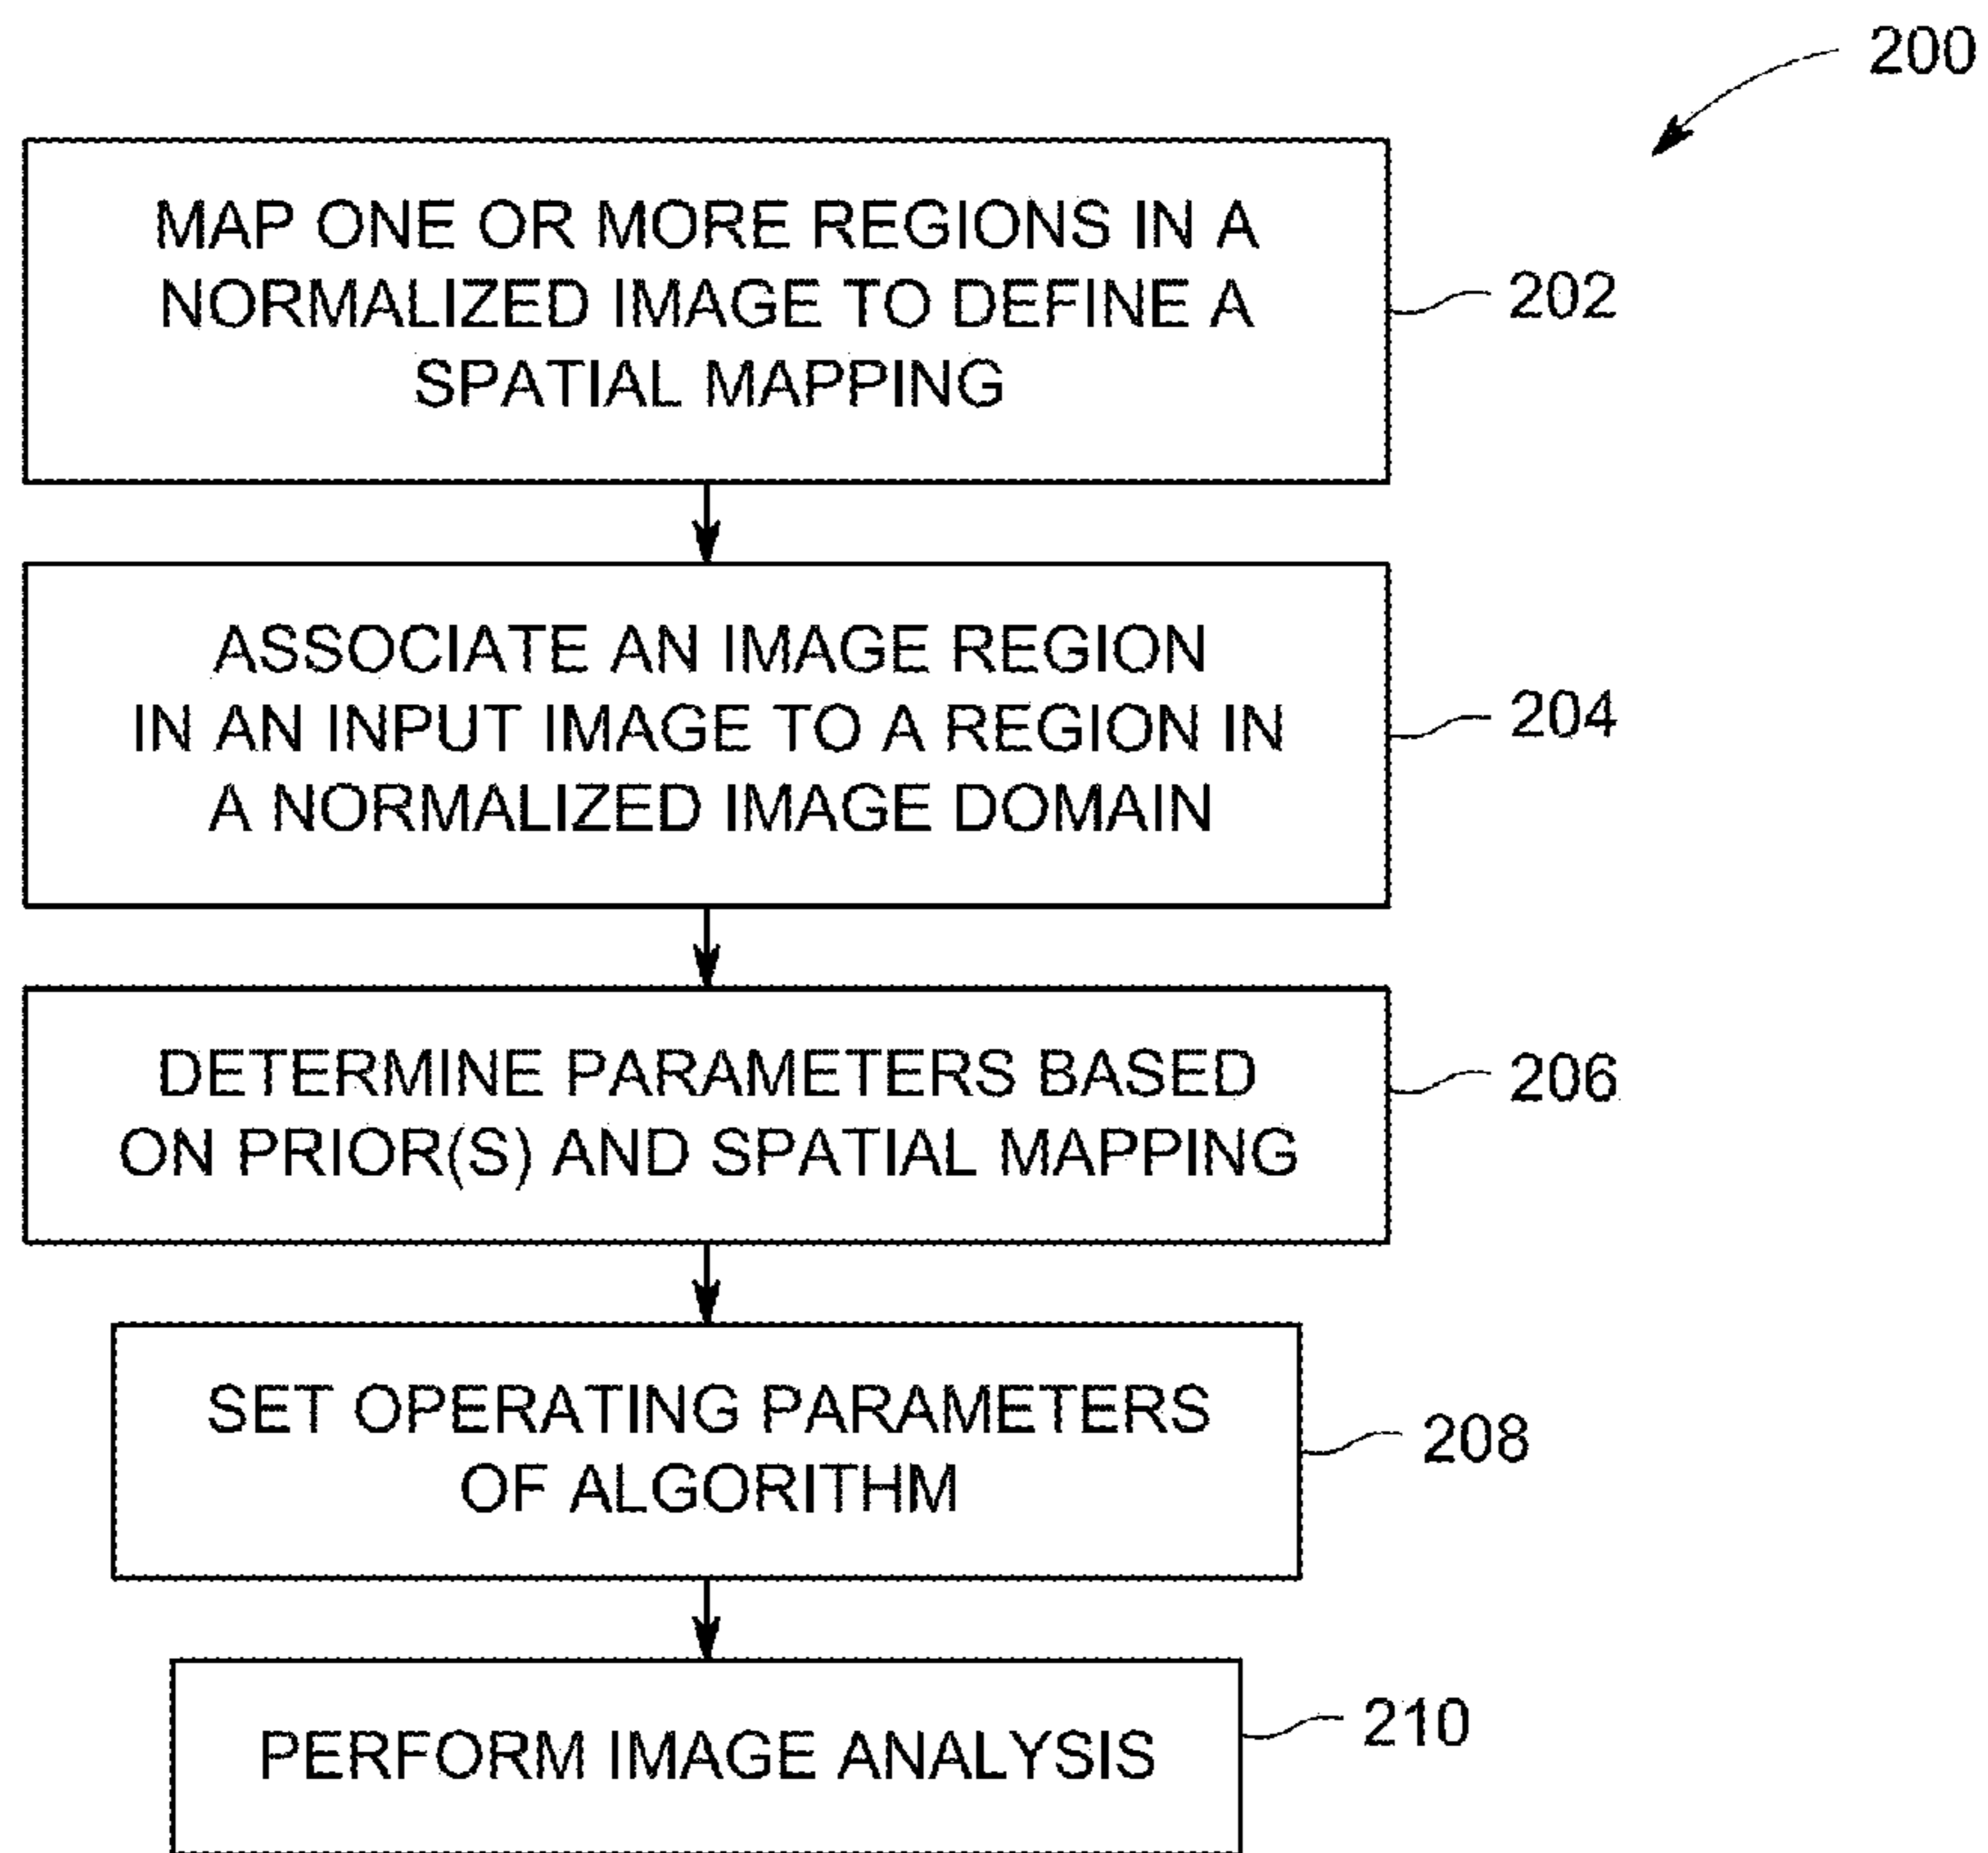 200
MAP ONE OR MORE REGIONS IN A
NORMALIZED IMAGE TO DEFINE A
SPATIAL MAPPING
202
ASSOCIATE AN IMAGE REGION
IN AN INPUT IMAGE TO A REGION IN
A NORMALIZED IMAGE DOMAIN
204
DETERMINE PARAMETERS BASED
ON PRIOR(S) AND SPATIAL MAPPING
206
SET OPERATING PARAMETERS
OF ALGORITHM
208
PERFORM IMAGE ANALYSIS
210